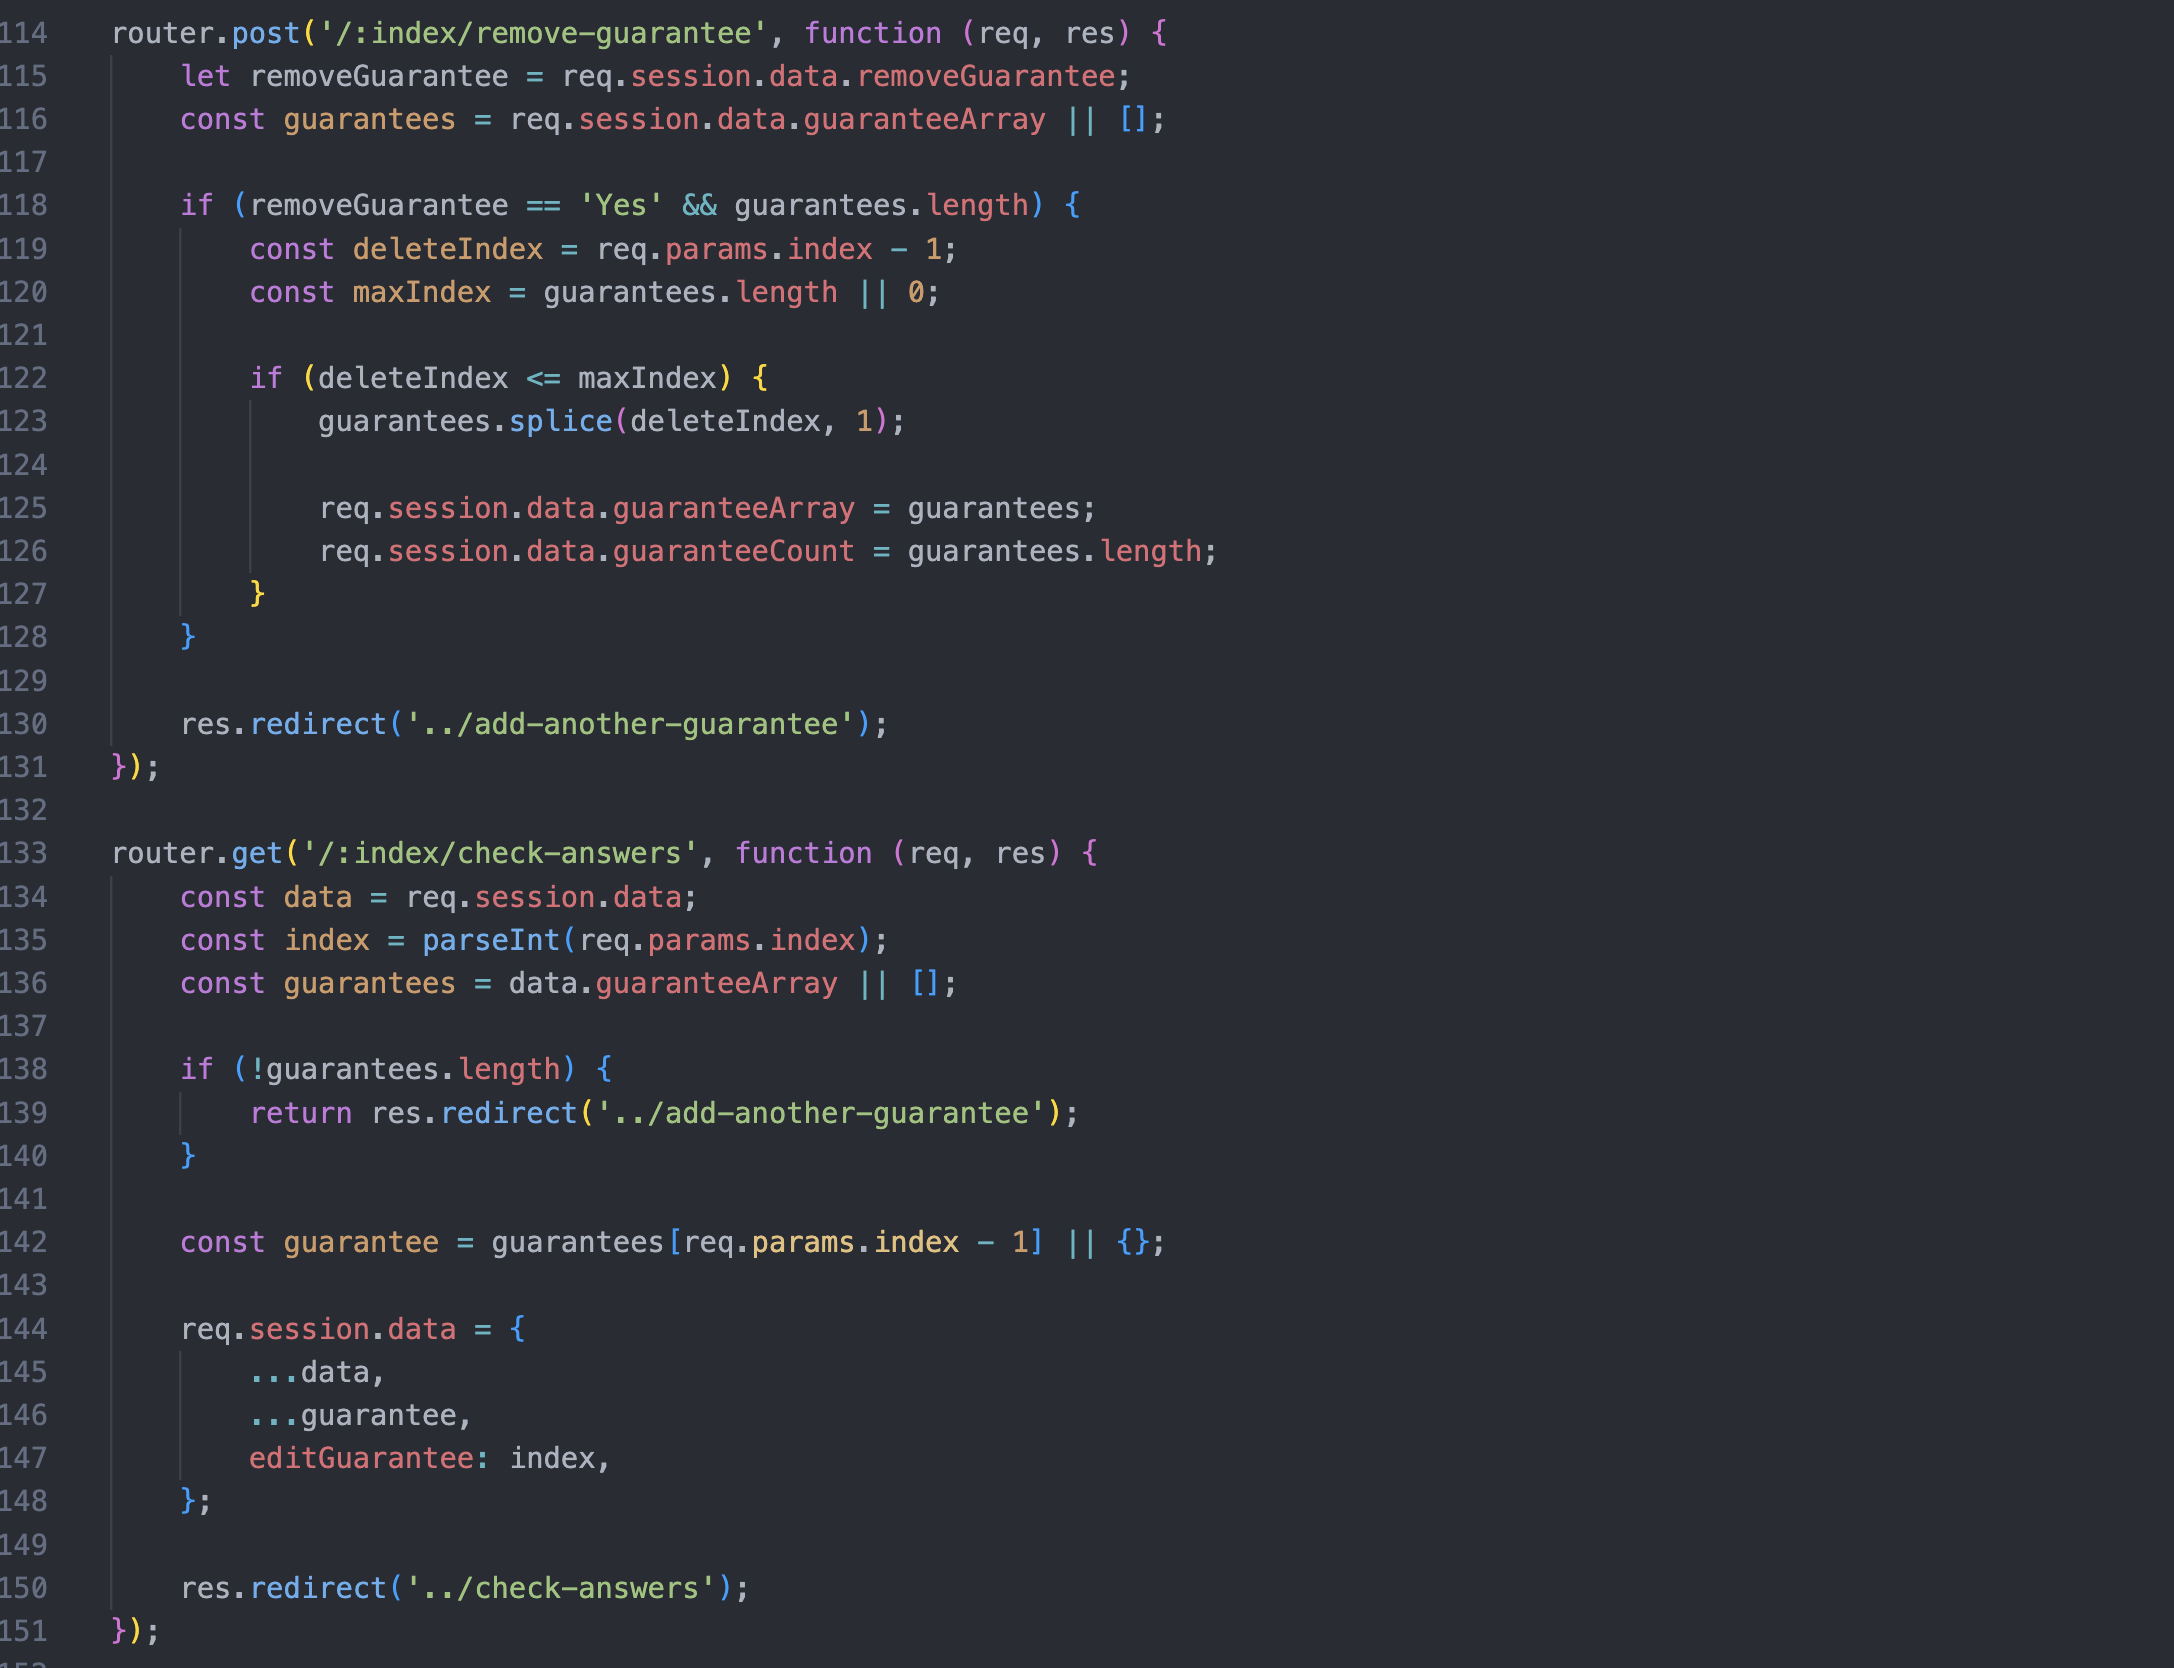 114 router.post('/:index/remove-guarantee', function (req, res) {
115     let removeGuarantee = req.session.data.removeGuarantee;
116     const guarantees = req.session.data.guaranteeArray || [];
117
118     if (removeGuarantee == 'Yes' && guarantees.length) {
119         const deleteIndex = req.params.index - 1;
120         const maxIndex = guarantees.length || 0;
121
122         if (deleteIndex <= maxIndex) {
123             guarantees.splice(deleteIndex, 1);
124
125             req.session.data.guaranteeArray = guarantees;
126             req.session.data.guaranteeCount = guarantees.length;
127         }
128     }
129
130     res.redirect('../add-another-guarantee');
131 });
132
133 router.get('/:index/check-answers', function (req, res) {
134     const data = req.session.data;
135     const index = parseInt(req.params.index);
136     const guarantees = data.guaranteeArray || [];
137
138     if (!guarantees.length) {
139         return res.redirect('../add-another-guarantee');
140     }
141
142     const guarantee = guarantees[req.params.index - 1] || {};
143
144     req.session.data = {
145         ...data,
146         ...guarantee,
147         editGuarantee: index,
148     };
149
150     res.redirect('../check-answers');
151 });